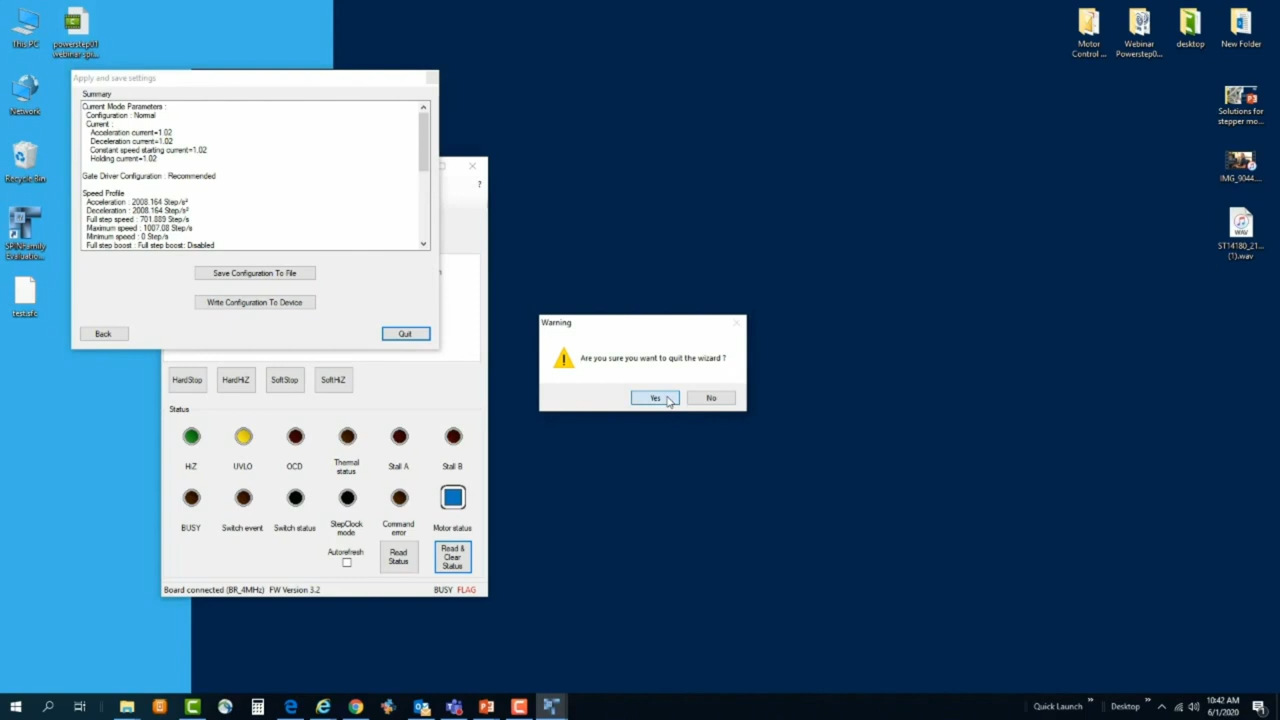 This PC
powerstep01
webinar spi...
Network
Recycle Bin
SPINFamily
Evaluatio...
Motor
Control ...
Webinar
Powerstep0...
desktop
New Folder
Solutions for
stepper mo...
IMG_9044....
ST14180_21...
(1).wav
Apply and save settings
Summary
Current Mode Parameters :
Configuration : Normal
Current :
Acceleration current=1.02
Deceleration current=1.02
Constant speed starting current=1.02
Holding current=1.02
Gate Driver Configuration : Recommended
Speed Profile
Acceleration : 2008.164 Step/s²
Deceleration : 2008.164 Step/s²
Full step speed : 701.889 Step/s
Maximum speed : 1007.08 Step/s
Minimum speed : 0 Step/s
Full step boost : Full step boost: Disabled
Save Configuration To File
Write Configuration To Device
Back
Quit
?
Warning
Are you sure you want to quit the wizard ?
Yes
No
HardStop
HardHiZ
SoftStop
SoftHiZ
Status
HiZ
UVLO
OCD
Thermal
status
Stall A
Stall B
BUSY
Switch event
Switch status
StepClock
mode
Command
error
Motor status
Autorefresh
Read
Status
Read &
Clear
Status
Board connected (BR_4MHz) FW Version 3.2
BUSY FLAG
Quick Launch
Desktop
10:42 AM
6/1/2020